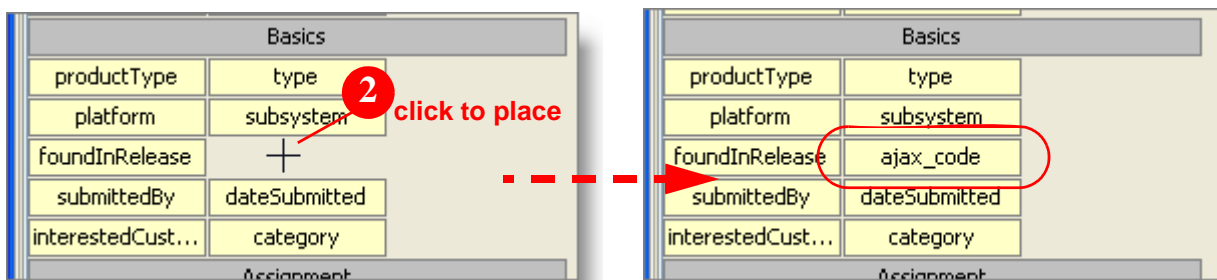 Basics
productType type
platform subsystem
foundInRelease
submittedBy dateSubmitted
interestedCust... category
Assignment
2
click to place
Basics
productType type
platform subsystem
foundInRelease ajax_code
submittedBy dateSubmitted
interestedCust... category
Assignment